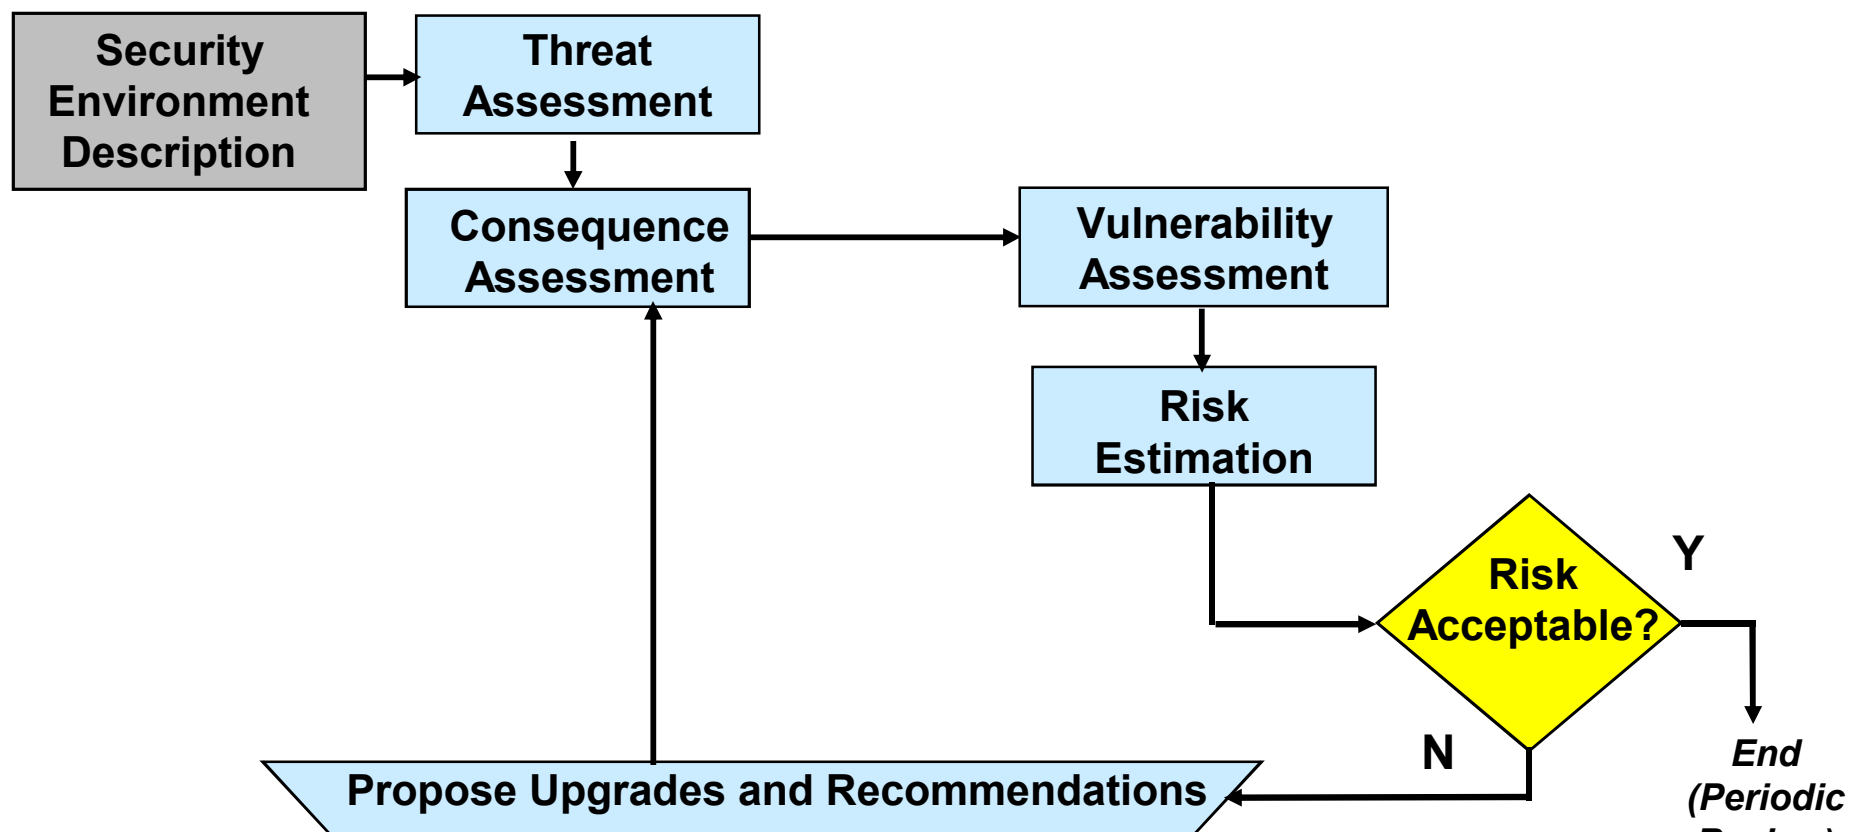 Security
Environment
Description
Threat
Assessment
Consequence
Assessment
Vulnerability
Assessment
Risk
Estimation
Risk
Acceptable?
Y
N
Propose Upgrades and Recommendations
End
(Periodic